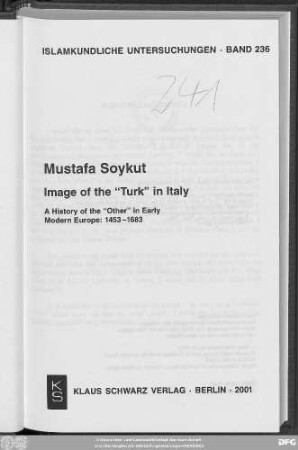 ISLAMKUNDLICHE UNTERSUCHUNGEN · BAND 236
241
Mustafa Soykut
Image of the “Turk” in Italy
A History of the “Other” in Early
Modern Europe: 1453–1683
K
S
KLAUS SCHWARZ VERLAG · BERLIN · 2001
DFG